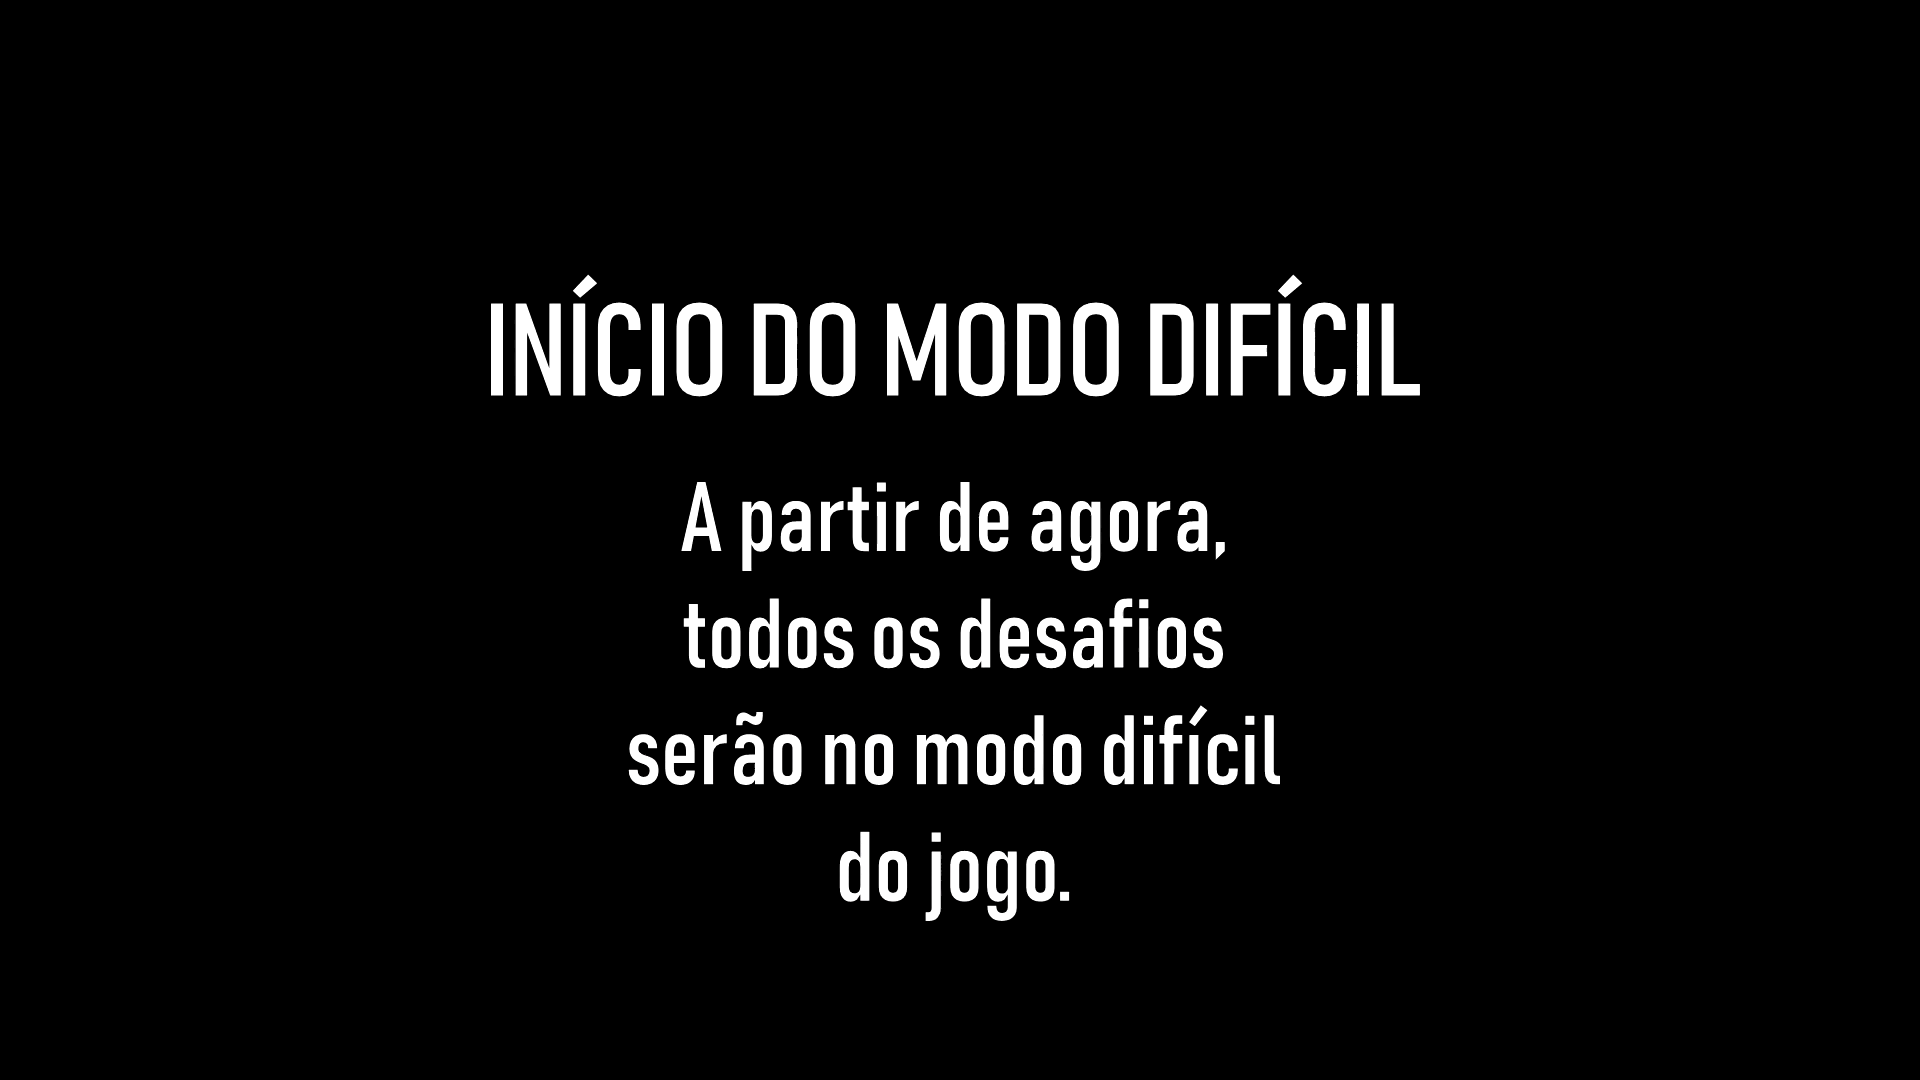 INÍCIO DO MODO DIFÍCIL
A partir de agora,
todos os desafios
serão no modo difícil
do jogo.